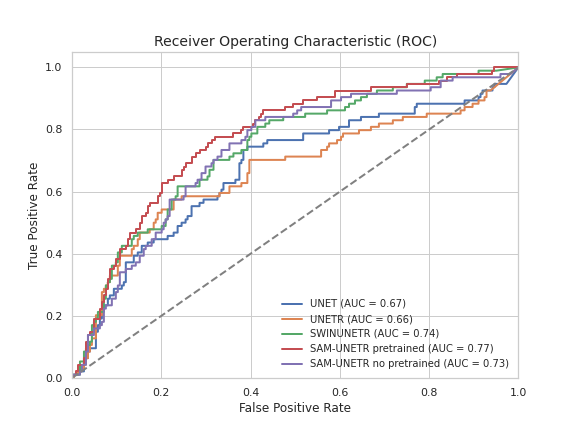 Receiver Operating Characteristic (ROC)
True Positive Rate
1.0
0.8
0.6
0.4
0.2
0.0
UNET (AUC = 0.67)
UNETR (AUC = 0.66)
SWINUNETR (AUC = 0.74)
SAM-UNETR pretrained (AUC = 0.77)
SAM-UNETR no pretrained (AUC = 0.73)
0.0 0.2 0.4 0.6 0.8 1.0
False Positive Rate